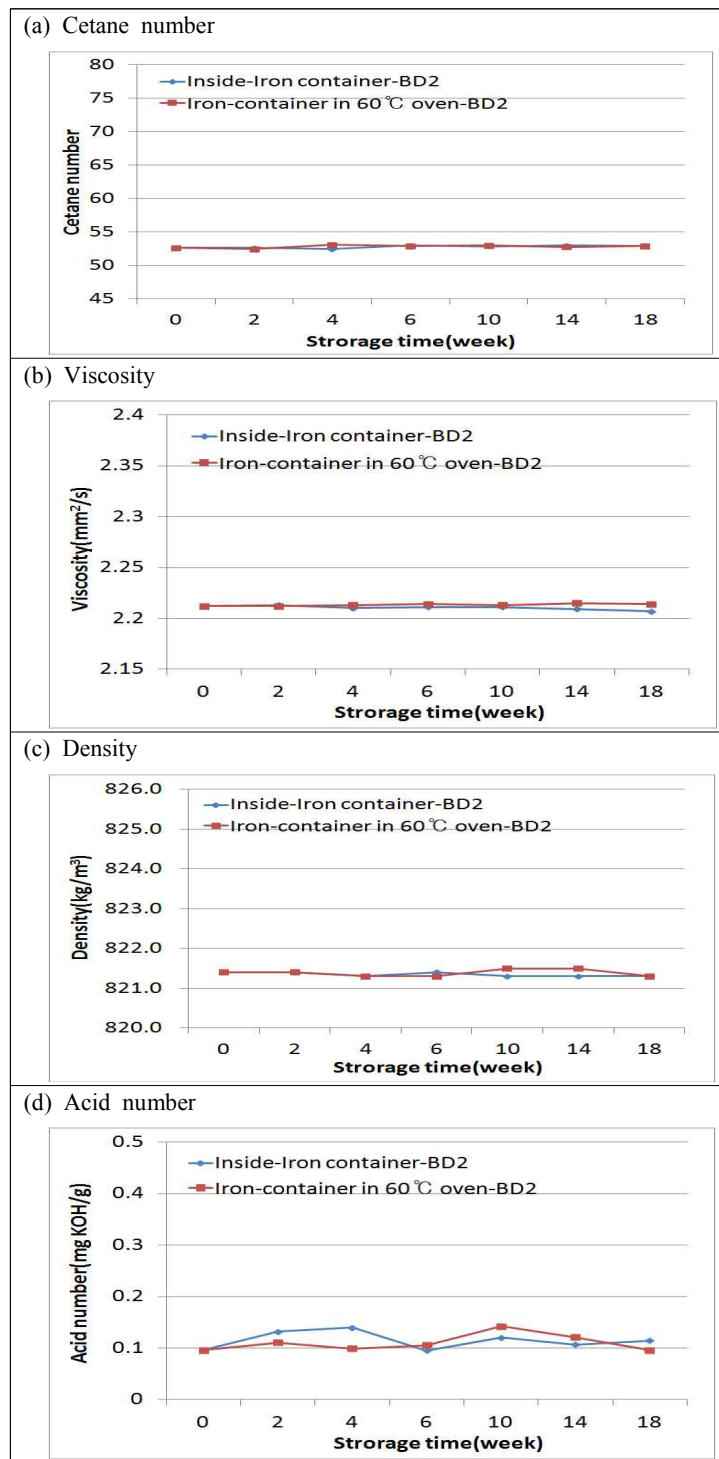 (a) Cetane number
80
75
70
65
60
55
50
45
Cetane number
Inside-Iron container-BD2
Iron-container in 60℃ oven-BD2
0 2 4 6 10 14 18
Strorage time(week)
(b) Viscosity
2.4
2.35
2.3
2.25
2.2
2.15
Viscosity(mm²/s)
Inside-Iron container-BD2
Iron-container in 60℃ oven-BD2
0 2 4 6 10 14 18
Strorage time(week)
(c) Density
826.0
825.0
824.0
823.0
822.0
821.0
820.0
Density(kg/m³)
Inside-Iron container-BD2
Iron-container in 60℃ oven-BD2
0 2 4 6 10 14 18
Strorage time(week)
(d) Acid number
0.5
0.4
0.3
0.2
0.1
0
Acid number(mg KOH/g)
Inside-Iron container-BD2
Iron-container in 60℃ oven-BD2
0 2 4 6 10 14 18
Strorage time(week)